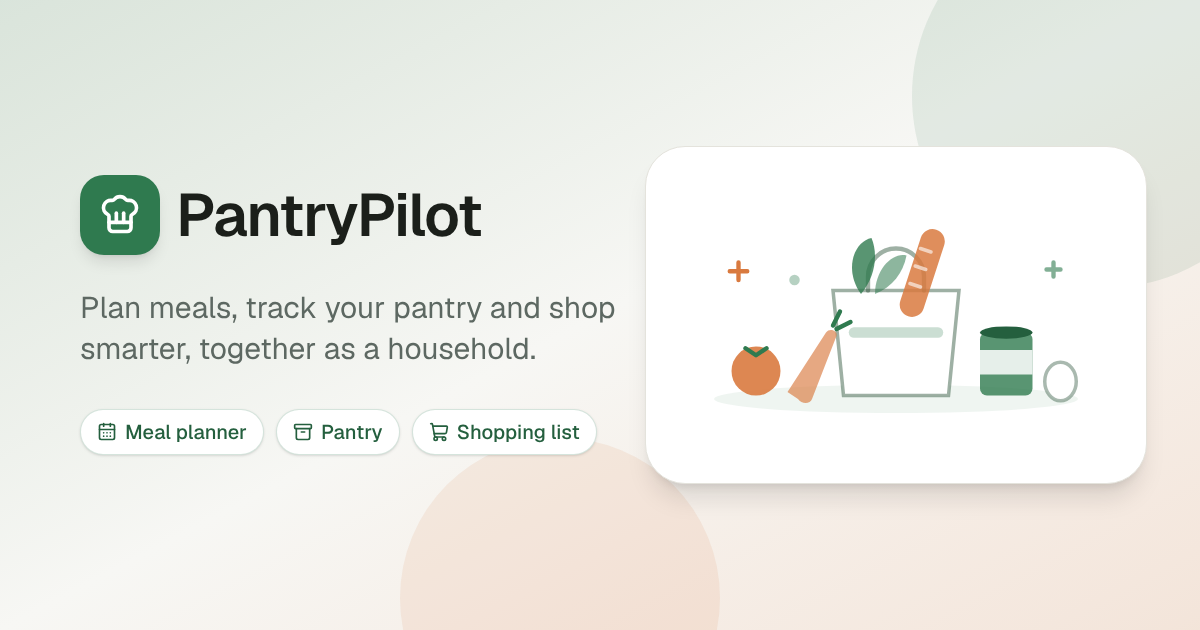 PantryPilot
Plan meals, track your pantry and shop
smarter, together as a household.
Meal planner
Pantry
Shopping list